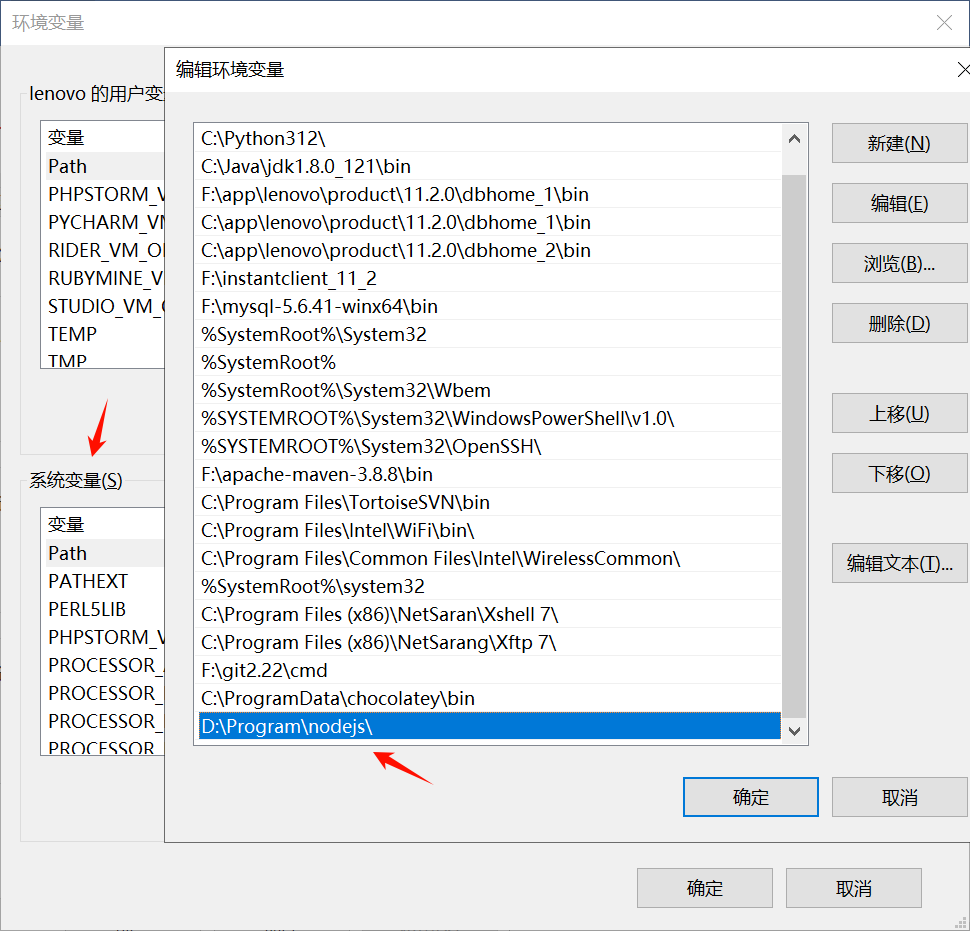 环境变量
编辑环境变量
lenovo 的用户变
变量
Path
PHPSTORM_V
PYCHARM_VM
RIDER_VM_O
RUBYMINE_V
STUDIO_VM_
TEMP
TMP
系统变量(S)
变量
Path
PATHEXT
PERL5LIB
PHPSTORM_V
PROCESSOR_
PROCESSOR_
PROCESSOR_
PROCESSOR
C:\Python312\
C:\Java\jdk1.8.0_121\bin
F:\app\lenovo\product\11.2.0\dbhome_1\bin
C:\app\lenovo\product\11.2.0\dbhome_1\bin
C:\app\lenovo\product\11.2.0\dbhome_2\bin
F:\instantclient_11_2
F:\mysql-5.6.41-winx64\bin
%SystemRoot%\System32
%SystemRoot%
%SystemRoot%\System32\Wbem
%SYSTEMROOT%\System32\WindowsPowerShell\v1.0\
%SYSTEMROOT%\System32\OpenSSH\
F:\apache-maven-3.8.8\bin
C:\Program Files\TortoiseSVN\bin
C:\Program Files\Intel\WiFi\bin\
C:\Program Files\Common Files\Intel\WirelessCommon\
%SystemRoot%\system32
C:\Program Files (x86)\NetSaran\Xshell 7\
C:\Program Files (x86)\NetSarang\Xftp 7\
F:\git2.22\cmd
C:\ProgramData\chocolatey\bin
D:\Program\nodejs\
新建(N)
编辑(E)
浏览(B)...
删除(D)
上移(U)
下移(O)
编辑文本(T)...
确定
取消
确定
取消